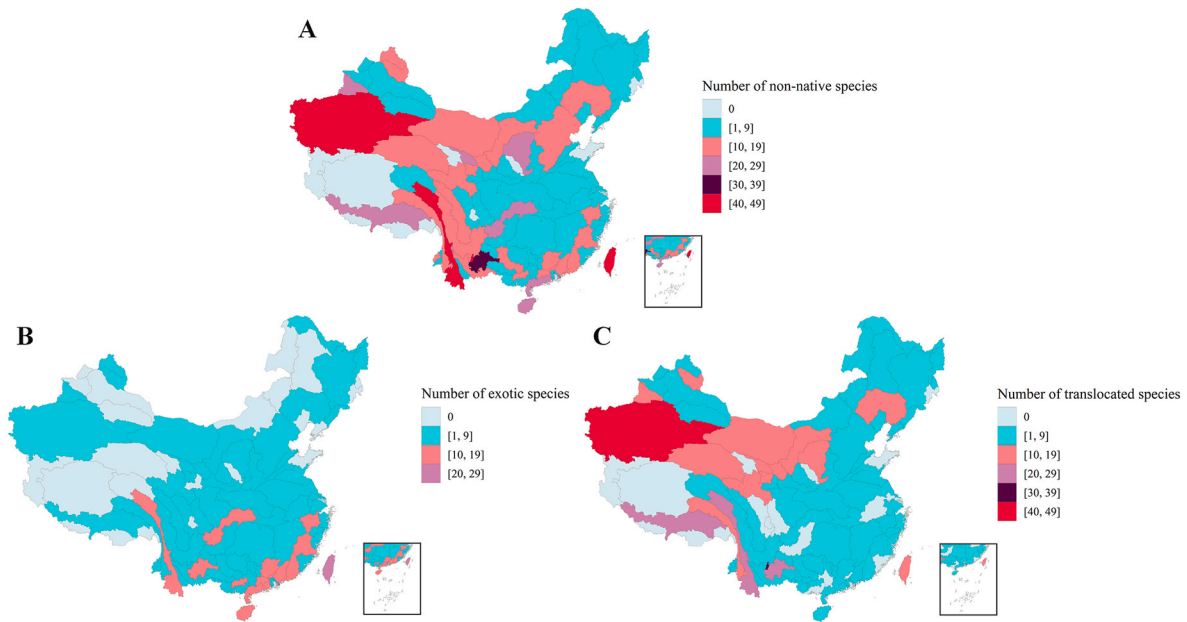 A
Number of non-native species
0
[1, 9]
[10, 19]
[20, 29]
[30, 39]
[40, 49]
B
Number of exotic species
0
[1, 9]
[10, 19]
[20, 29]
C
Number of translocated species
0
[1, 9]
[10, 19]
[20, 29]
[30, 39]
[40, 49]